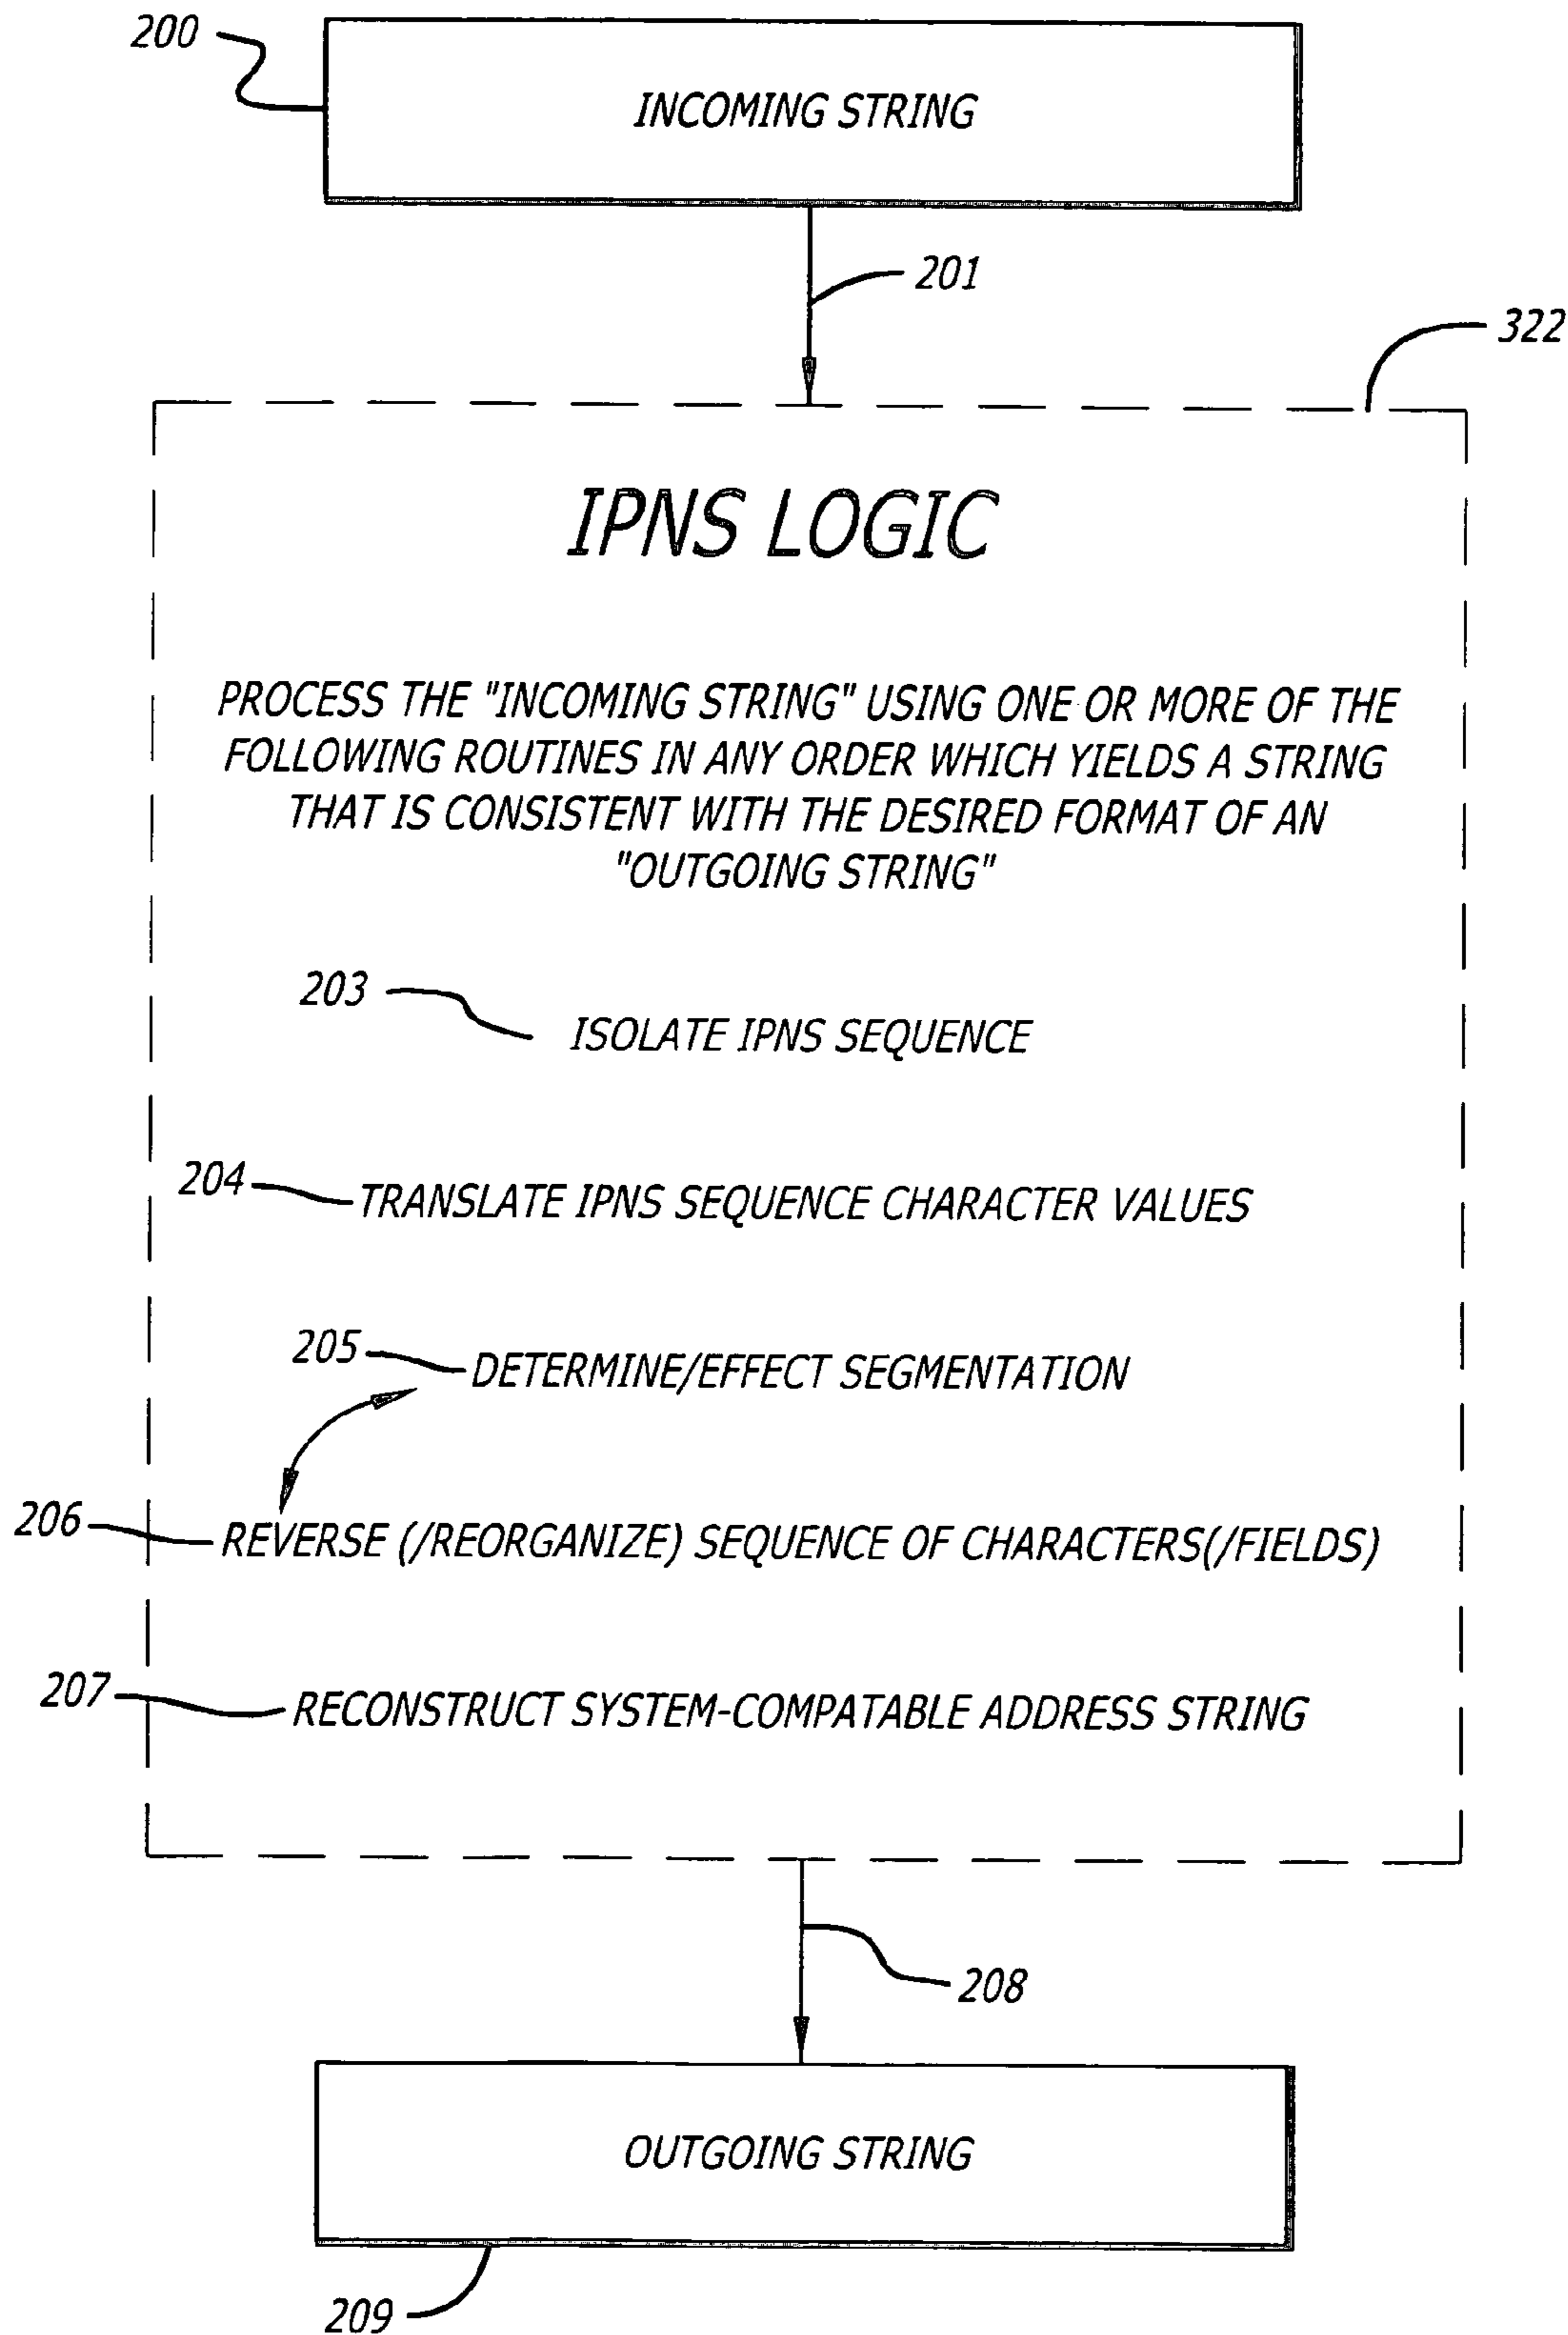 200
INCOMING STRING
201
322
IPNS LOGIC
PROCESS THE "INCOMING STRING" USING ONE OR MORE OF THE
FOLLOWING ROUTINES IN ANY ORDER WHICH YIELDS A STRING
THAT IS CONSISTENT WITH THE DESIRED FORMAT OF AN
"OUTGOING STRING"
203
ISOLATE IPNS SEQUENCE
204
TRANSLATE IPNS SEQUENCE CHARACTER VALUES
205
DETERMINE/EFFECT SEGMENTATION
206
REVERSE (/REORGANIZE) SEQUENCE OF CHARACTERS(/FIELDS)
207
RECONSTRUCT SYSTEM-COMPATABLE ADDRESS STRING
208
OUTGOING STRING
209